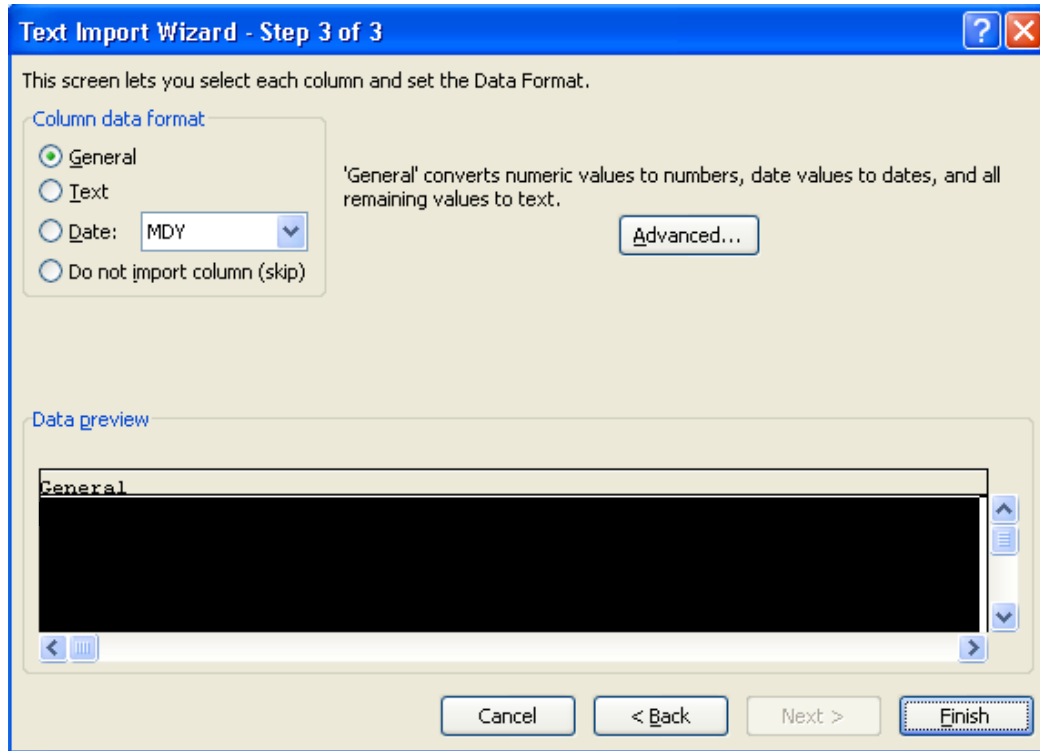 Text Import Wizard - Step 3 of 3
This screen lets you select each column and set the Data Format.
Column data format
General
Text
Date: MDY
Do not import column (skip)
'General' converts numeric values to numbers, date values to dates, and all
remaining values to text.
Advanced...
Data preview
General
Cancel
< Back
Next >
Finish